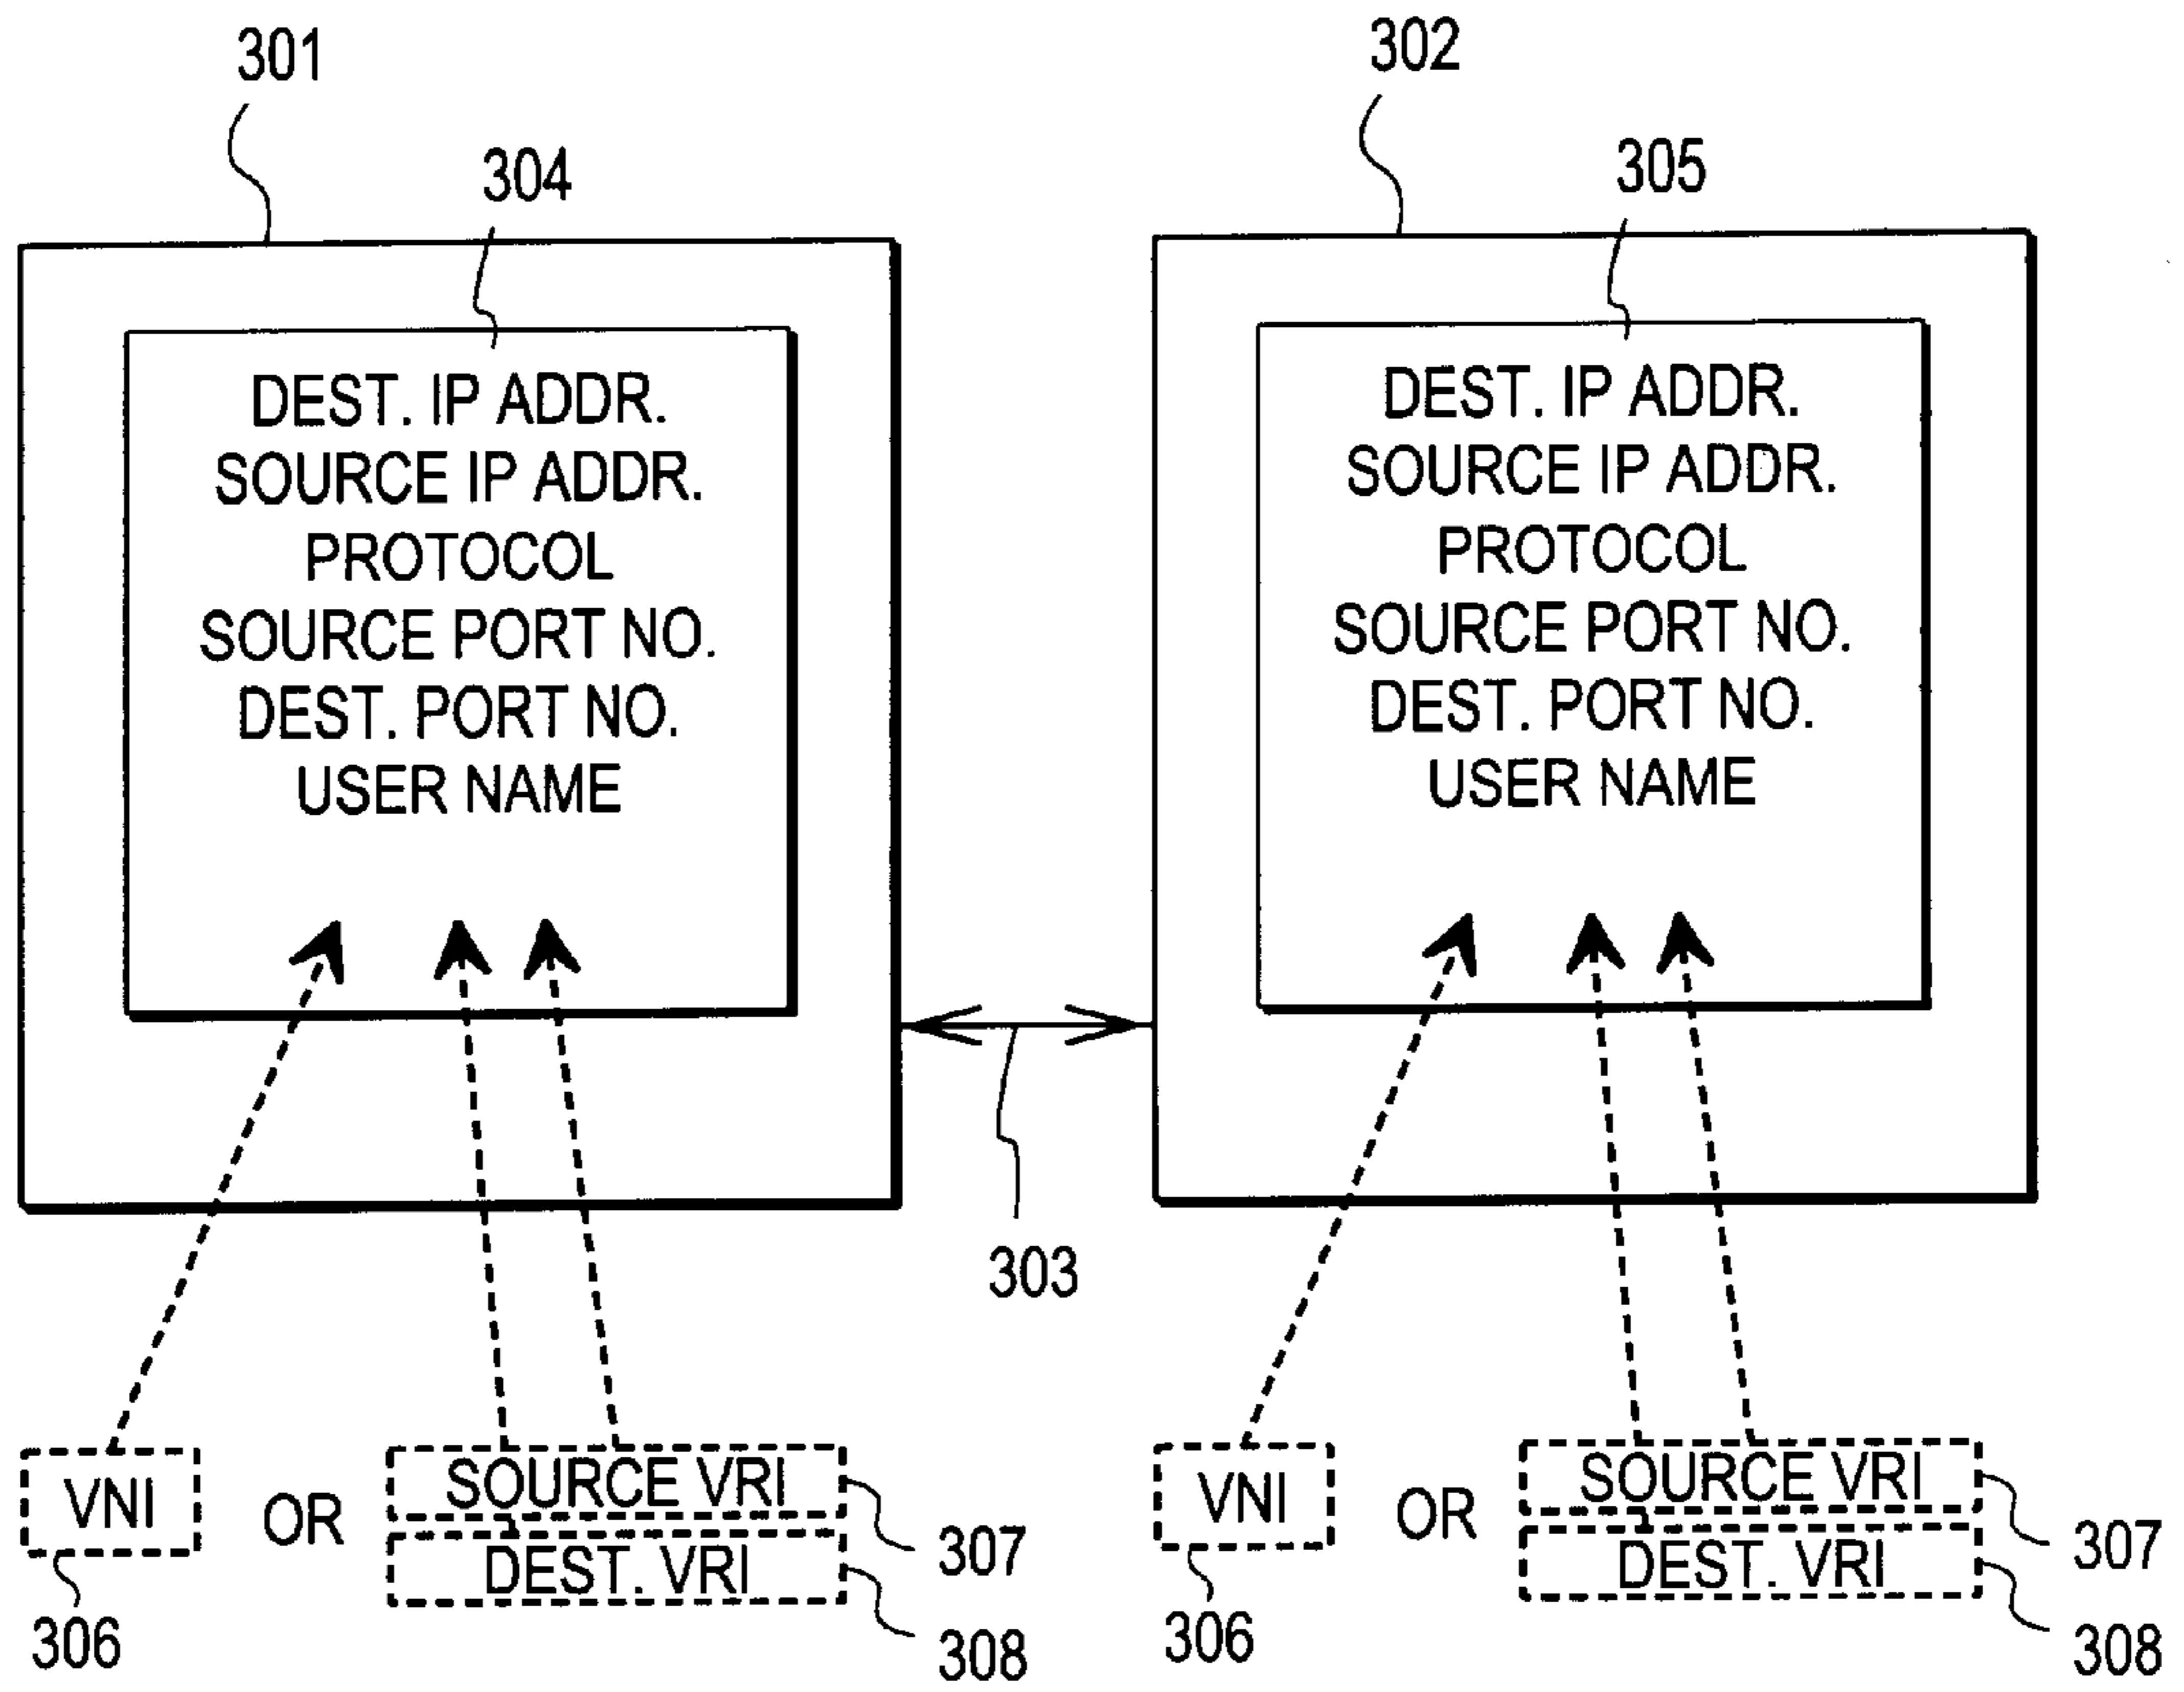 301
302
304
305
DEST. IP ADDR.
SOURCE IP ADDR.
PROTOCOL
SOURCE PORT NO.
DEST. PORT NO.
USER NAME
DEST. IP ADDR.
SOURCE IP ADDR.
PROTOCOL
SOURCE PORT NO.
DEST. PORT NO.
USER NAME
303
VNI
OR
SOURCE VRI
DEST. VRI
306
307
308
VNI
OR
SOURCE VRI
DEST. VRI
306
307
308